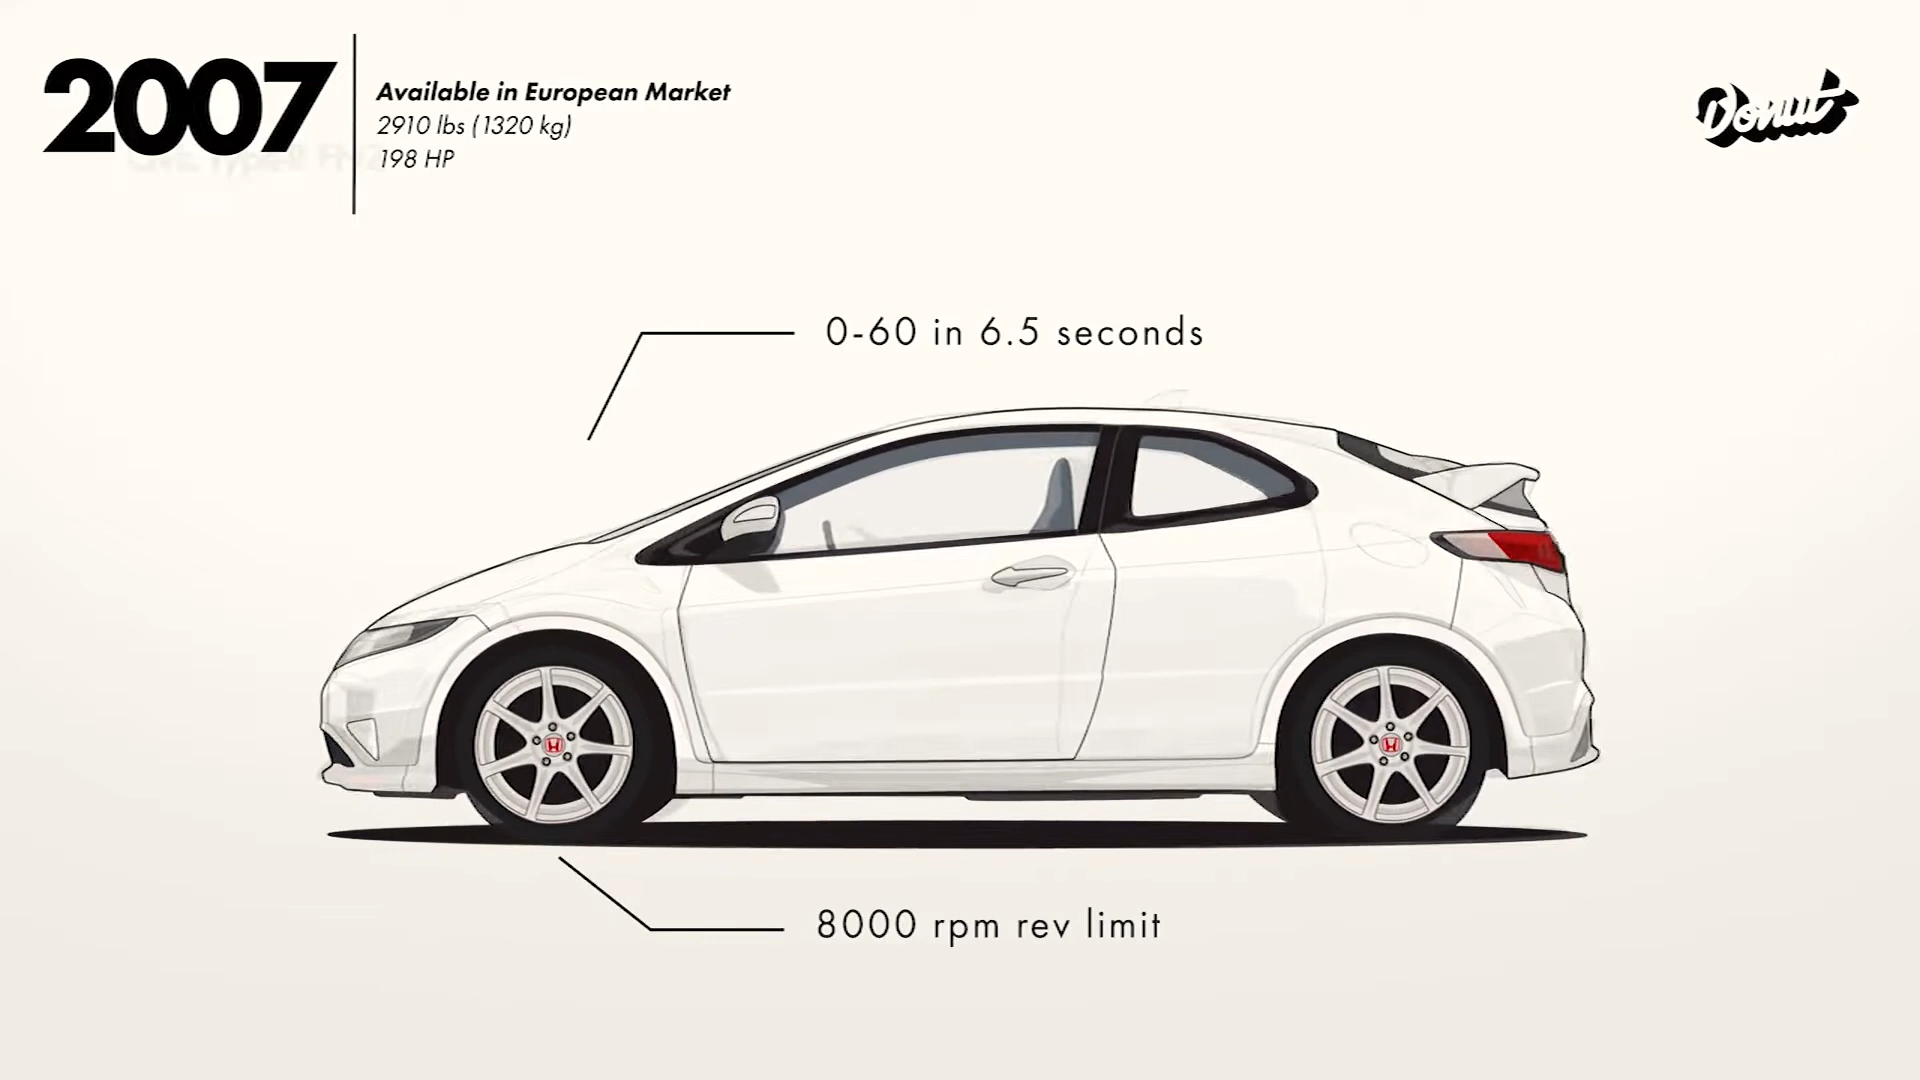 2007
Available in European Market
2910 lbs (1320 kg)
198 HP
Donut
0-60 in 6.5 seconds
8000 rpm rev limit